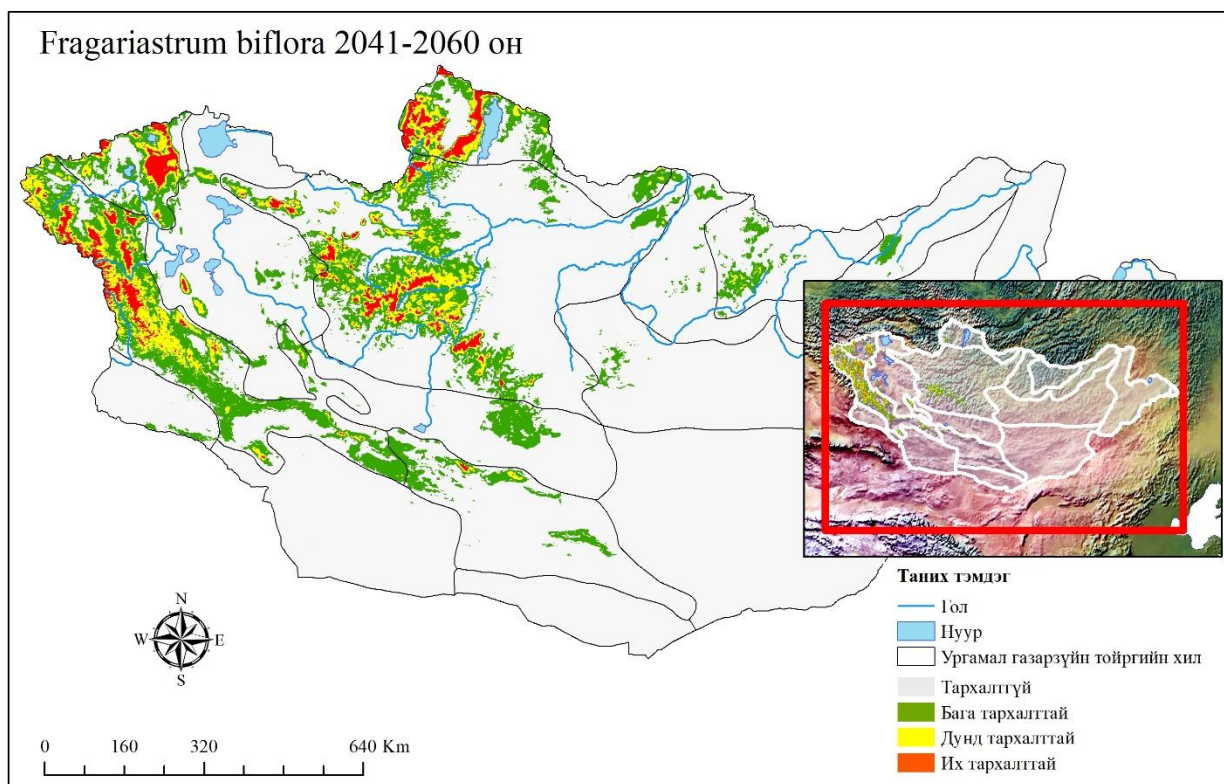 Fragariastrum biflora 2041-2060 он
N
W E
S
0 160 320 640 Km
Таних тэмдэг
Гол
Нуур
Ургамал газарзүйн тойргийн хил
Тархалтгүй
Бага тархалттай
Дунд тархалттай
Их тархалттай